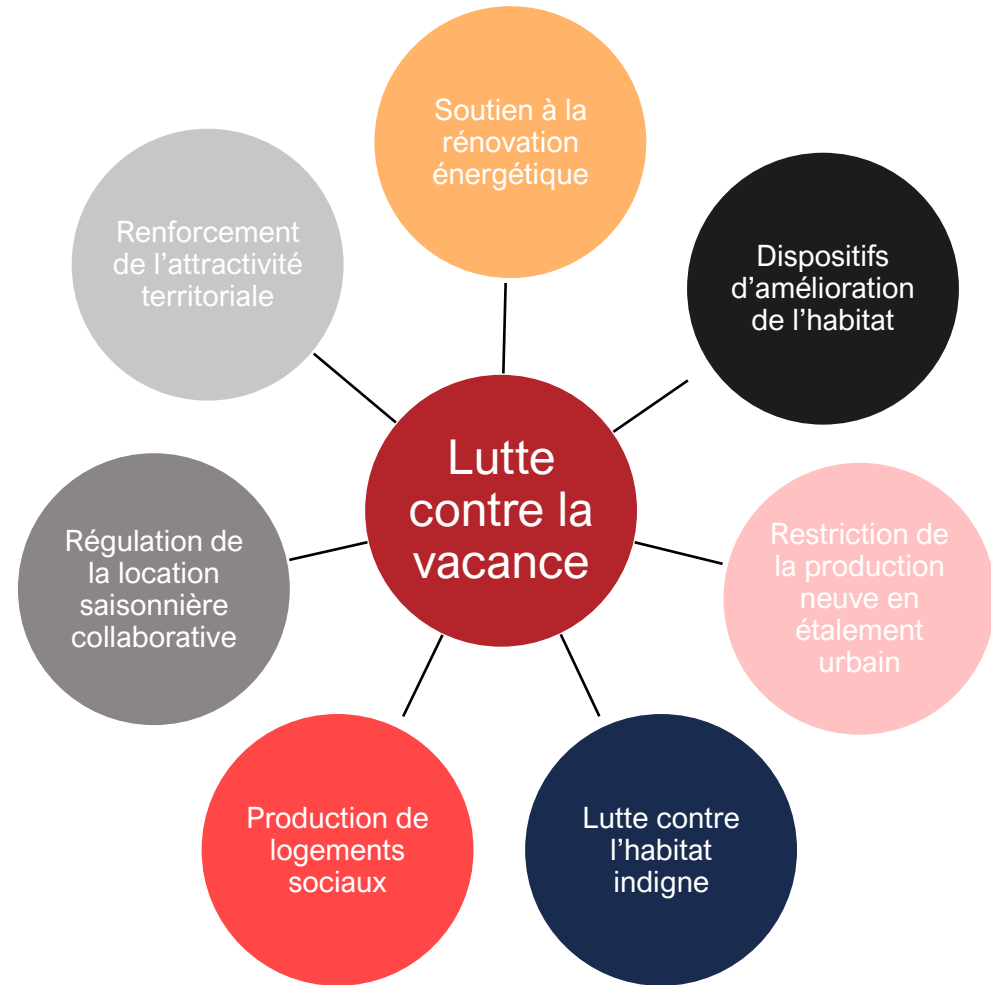 Soutien à la
rénovation
énergétique
Dispositifs
d’amélioration
de l’habitat
Restriction de
la production
neuve en
étalement
urbain
Lutte contre
l’habitat
indigne
Production de
logements
sociaux
Régulation de
la location
saisonnière
collaborative
Renforcement
de l’attractivité
territoriale
Lutte
contre la
vacance